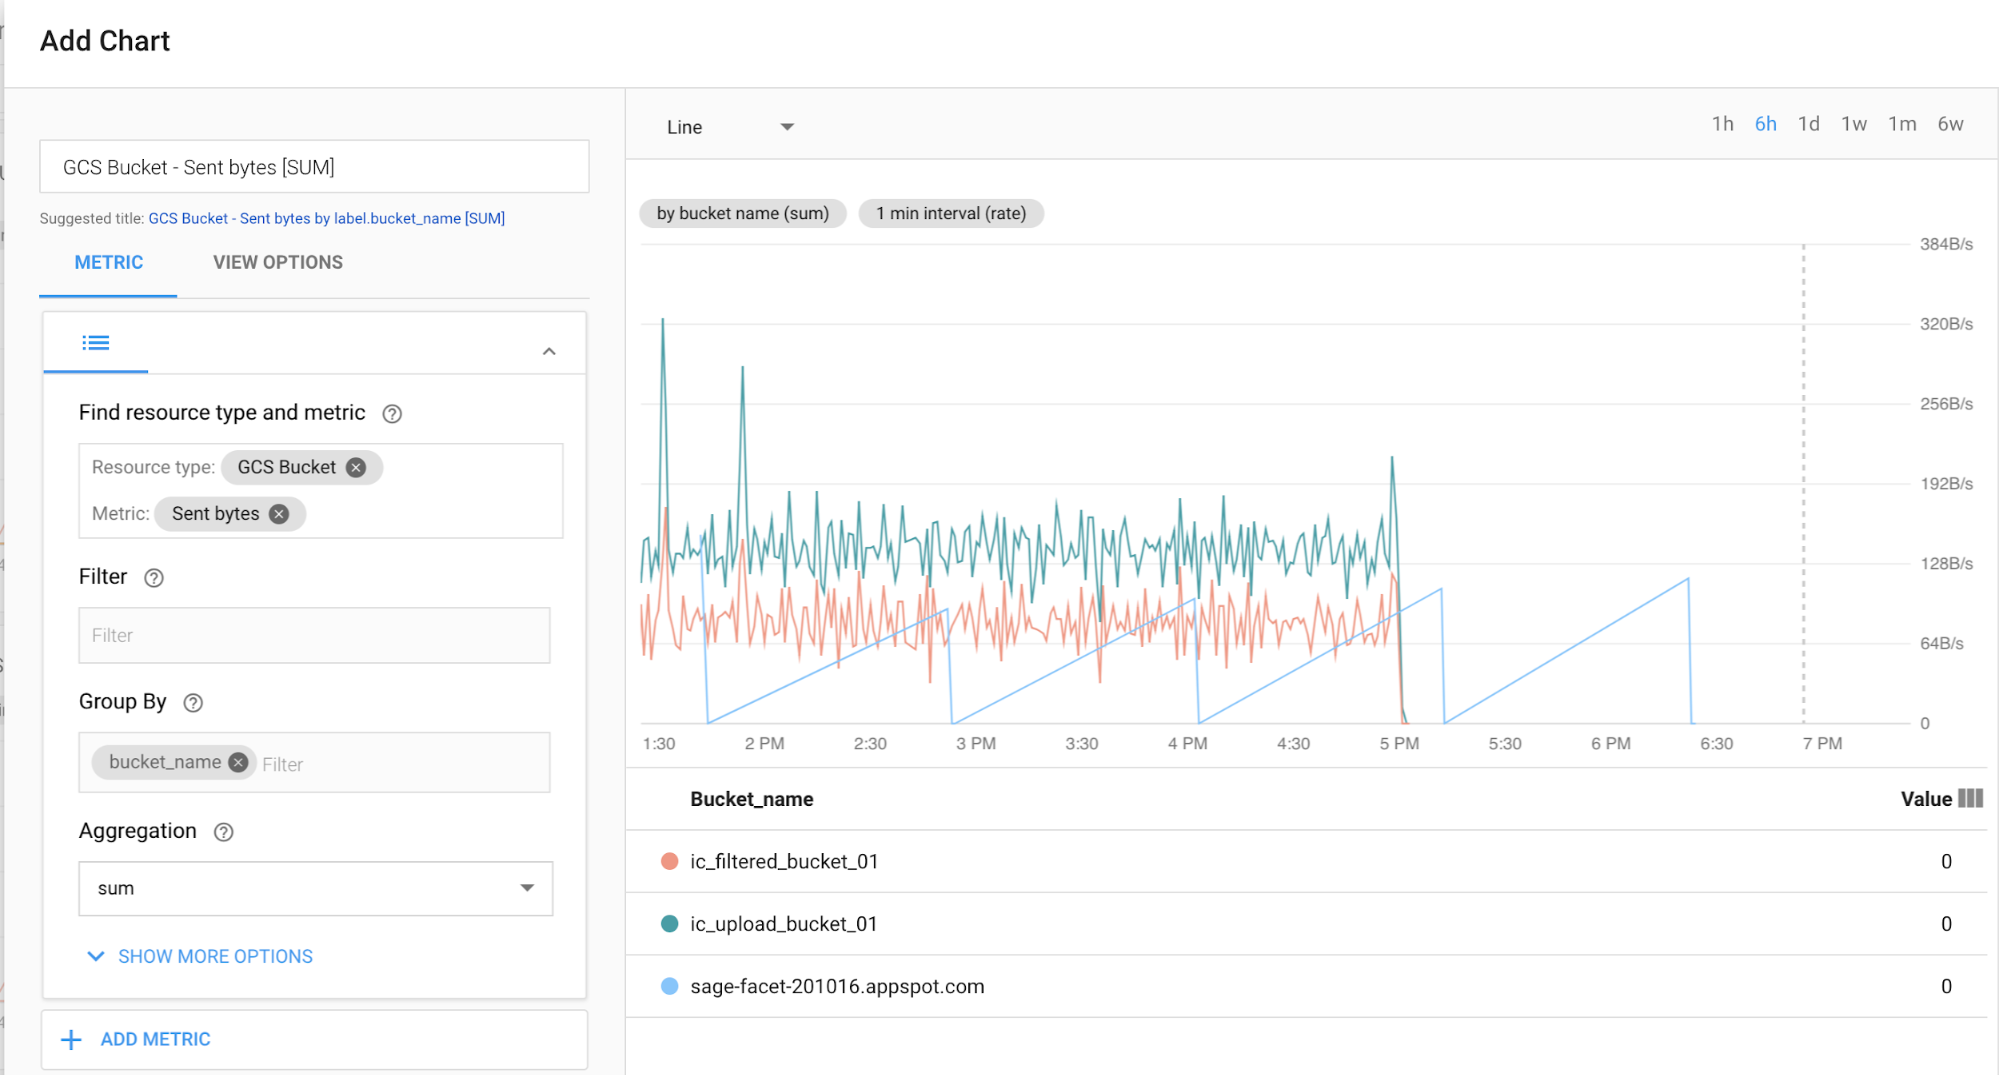 Add Chart
GCS Bucket - Sent bytes [SUM]
Suggested title: GCS Bucket - Sent bytes by label.bucket_name [SUM]
METRIC VIEW OPTIONS
Find resource type and metric ?
Resource type: GCS Bucket
Metric: Sent bytes
Filter ?
Filter
Group By ?
bucket_name Filter
Aggregation ?
sum
SHOW MORE OPTIONS
ADD METRIC
Line
1h 6h 1d 1w 1m 6w
by bucket name (sum) 1 min interval (rate)
384B/s
320B/s
256B/s
192B/s
128B/s
64B/s
0
1:30 2 PM 2:30 3 PM 3:30 4 PM 4:30 5 PM 5:30 6 PM 6:30 7 PM
Bucket_name Value
ic_filtered_bucket_01 0
ic_upload_bucket_01 0
sage-facet-201016.appspot.com 0